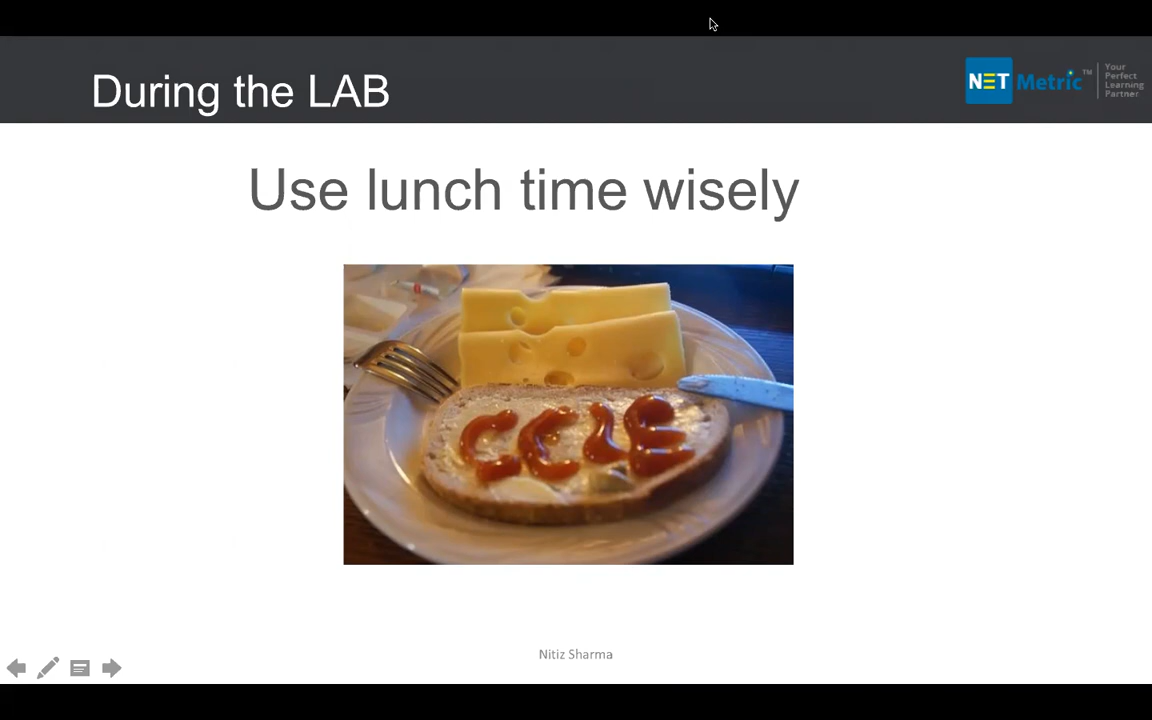 During the LAB
NET Metric™
Your
Perfect
Learning
Partner
Use lunch time wisely
CCIE
Nitiz Sharma